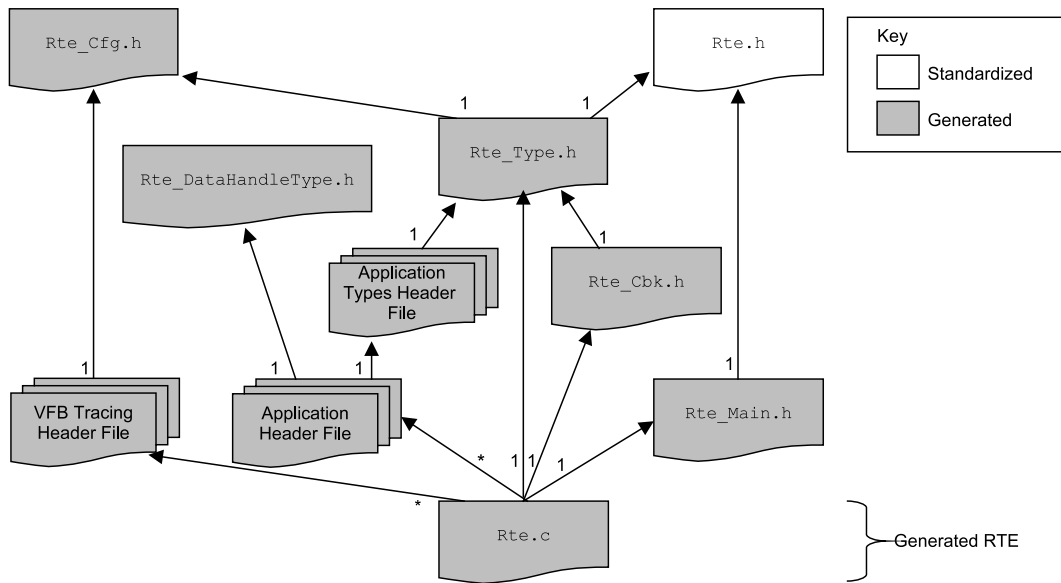 Rte_Cfg.h
Rte.h
Key
Standardized
Generated
1
1
Rte_Type.h
Rte_DataHandleType.h
1
1
Application
Types Header
File
Rte_Cbk.h
1
1
1
1
VFB Tracing
Header File
Application
Header File
Rte_Main.h
*
1
1
1
*
Rte.c
Generated RTE